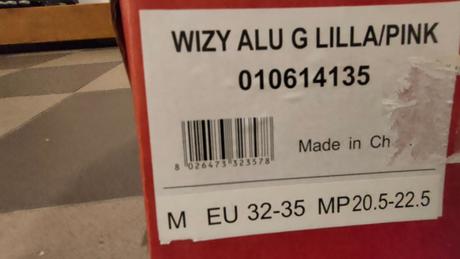 WIZY ALU G LILLA/PINK
010614135
8 026473 323578
Made in Ch
M EU 32-35 MP20.5-22.5